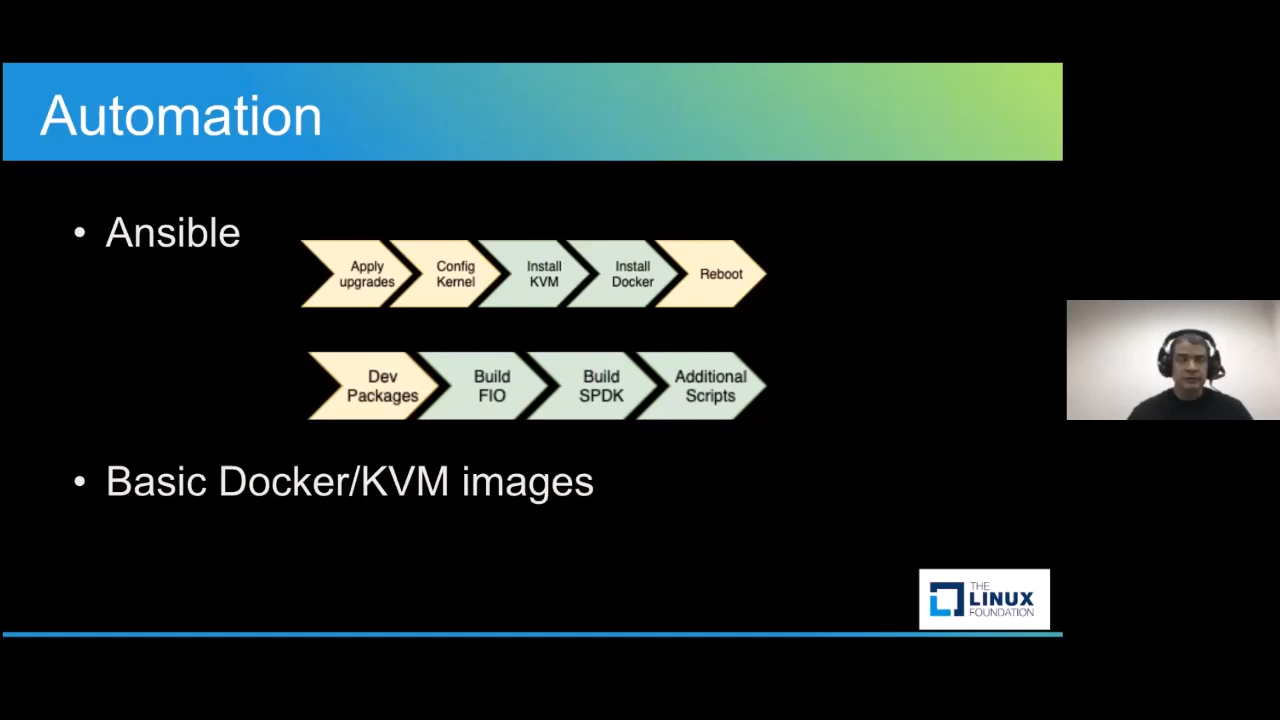 Automation
• Ansible
Apply
upgrades
Config
Kernel
Install
KVM
Install
Docker
Reboot
Dev
Packages
Build
FIO
Build
SPDK
Additional
Scripts
• Basic Docker/KVM images
THE
LINUX
FOUNDATION